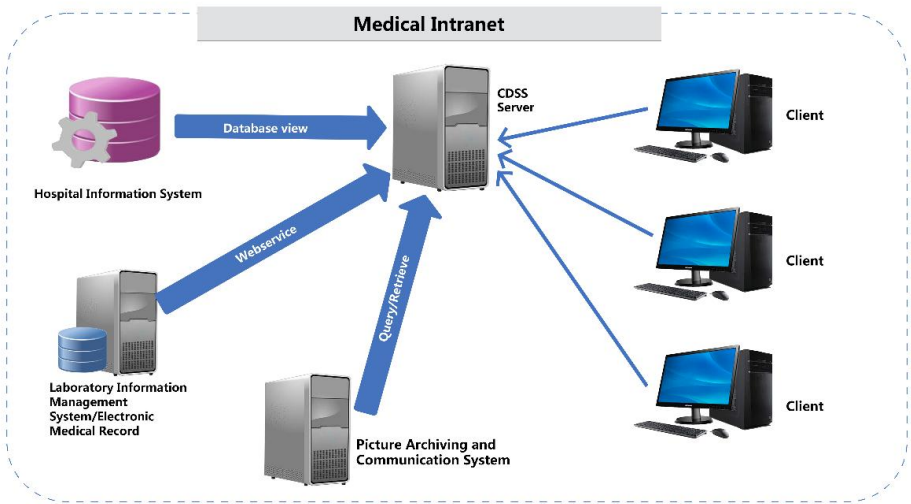 Medical Intranet
CDSS
Server
Database view
Hospital Information System
Webservice
Query/Retrieve
Laboratory Information
Management
System/Electronic
Medical Record
Picture Archiving and
Communication System
Client
Client
Client